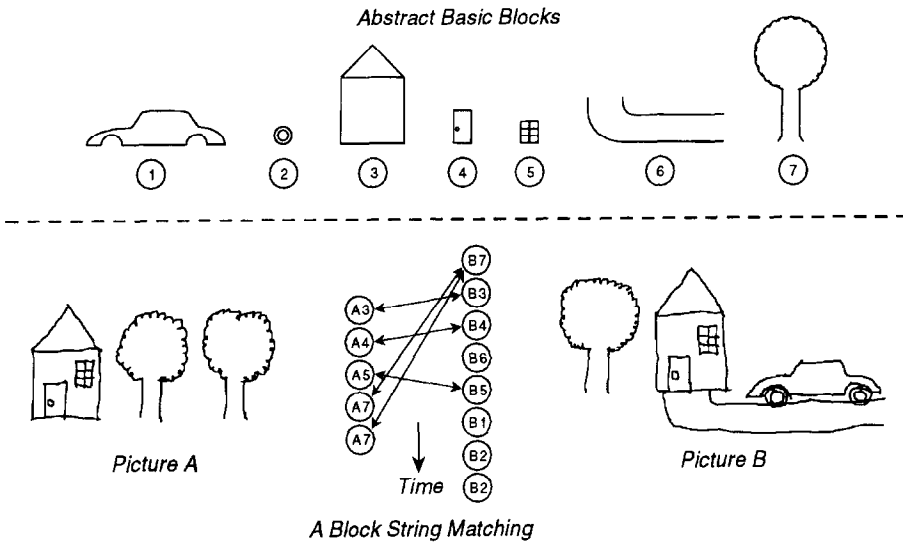 Abstract Basic Blocks
1 2 3 4 5 6 7
B7
B3
A3
B4
A4
B6
A5
B5
A7
B1
A7
B2
B2
Time
Picture A
Picture B
A Block String Matching